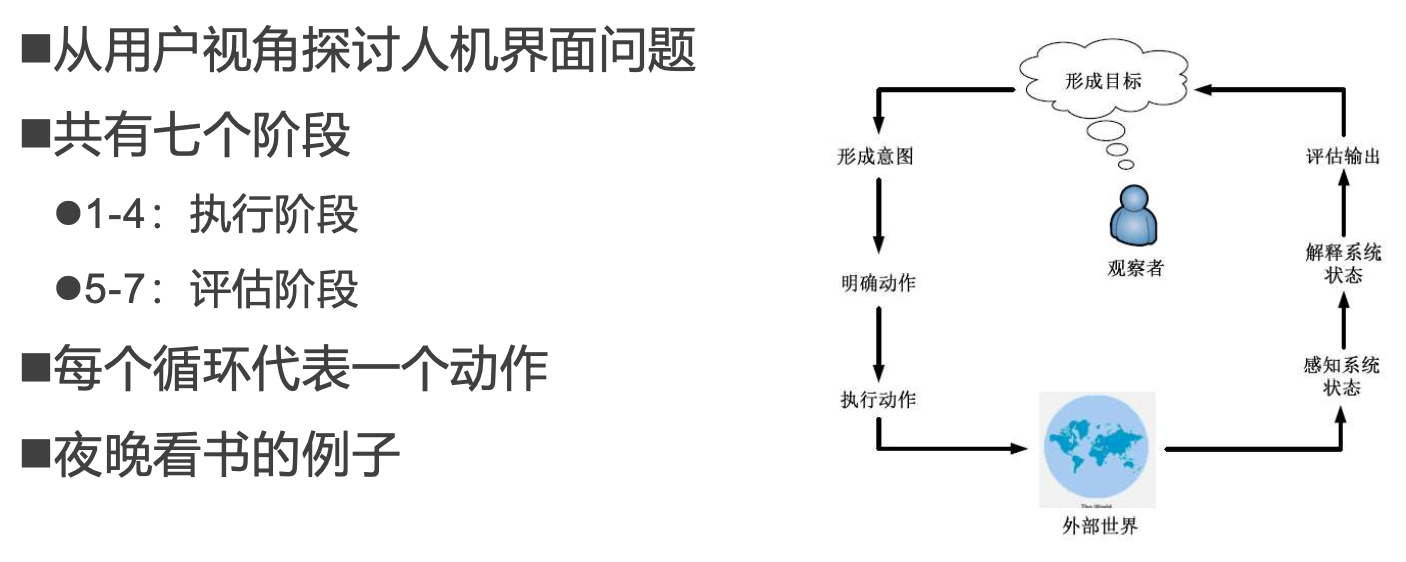 ■从用户视角探讨人机界面问题
■共有七个阶段
●1-4：执行阶段
●5-7：评估阶段
■每个循环代表一个动作
■夜晚看书的例子
形成目标
形成意图
明确动作
执行动作
观察者
The World
外部世界
评估输出
解释系统
状态
感知系统
状态